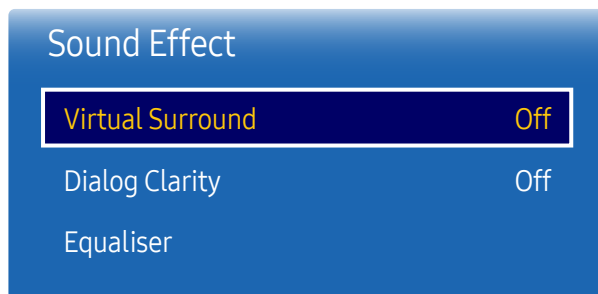 Sound Effect
Virtual Surround Off
Dialog Clarity Off
Equaliser